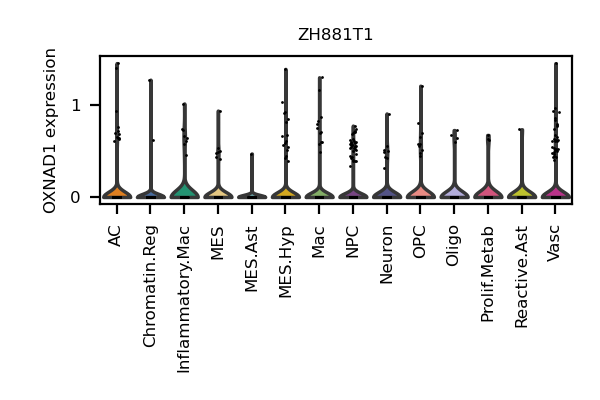 ZH881T1
OXNAD1 expression
1
0
AC
Chromatin.Reg
Inflammatory.Mac
MES
MES.Ast
MES.Hyp
Mac
NPC
Neuron
OPC
Oligo
Prolif.Metab
Reactive.Ast
Vasc